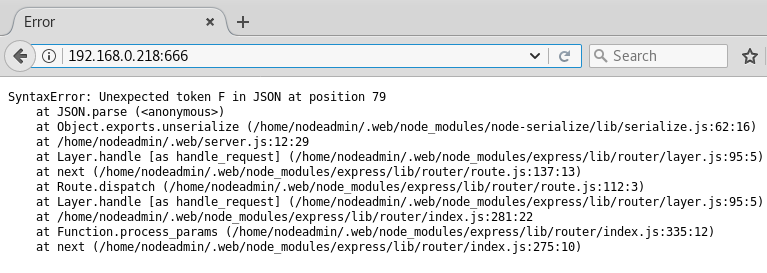 Error
192.168.0.218:666
Search
SyntaxError: Unexpected token F in JSON at position 79
at JSON.parse (<anonymous>)
at Object.exports.unserialize (/home/nodeadmin/.web/node_modules/node-serialize/lib/serialize.js:62:16)
at /home/nodeadmin/.web/server.js:12:29
at Layer.handle [as handle_request] (/home/nodeadmin/.web/node_modules/express/lib/router/layer.js:95:5)
at next (/home/nodeadmin/.web/node_modules/express/lib/router/route.js:137:13)
at Route.dispatch (/home/nodeadmin/.web/node_modules/express/lib/router/route.js:112:3)
at Layer.handle [as handle_request] (/home/nodeadmin/.web/node_modules/express/lib/router/layer.js:95:5)
at /home/nodeadmin/.web/node_modules/express/lib/router/index.js:281:22
at Function.process_params (/home/nodeadmin/.web/node_modules/express/lib/router/index.js:335:12)
at next (/home/nodeadmin/.web/node_modules/express/lib/router/index.js:275:10)